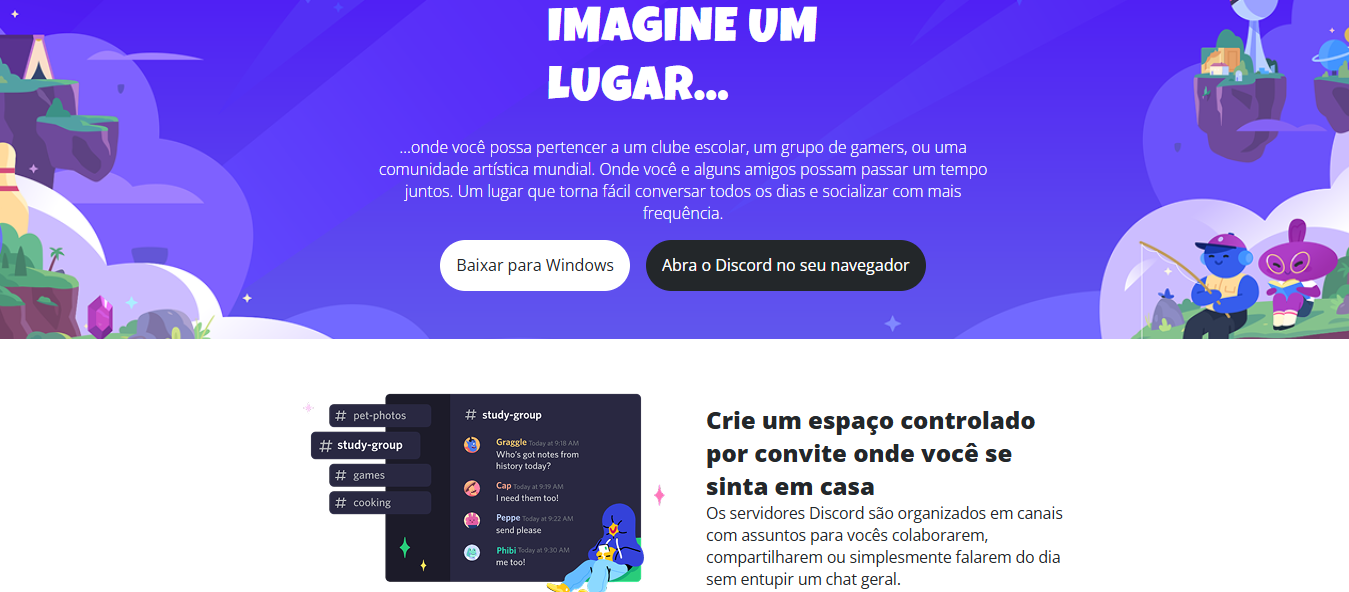 IMAGINE UM
LUGAR...
...onde você possa pertencer a um clube escolar, um grupo de gamers, ou uma
comunidade artística mundial. Onde você e alguns amigos possam passar um tempo
juntos. Um lugar que torna fácil conversar todos os dias e socializar com mais
frequência.
Baixar para Windows
Abra o Discord no seu navegador
# pet-photos
# study-group
# games
# cooking
# study-group
Graggle Today at 9:18 AM
Who's got notes from
history today?
Cap Today at 9:19 AM
I need them too!
Peppe Today at 9:22 AM
send please
Phibi Today at 9:30 AM
me too!
Crie um espaço controlado
por convite onde você se
sinta em casa
Os servidores Discord são organizados em canais
com assuntos para vocês colaborarem,
compartilharem ou simplesmente falarem do dia
sem entupir um chat geral.